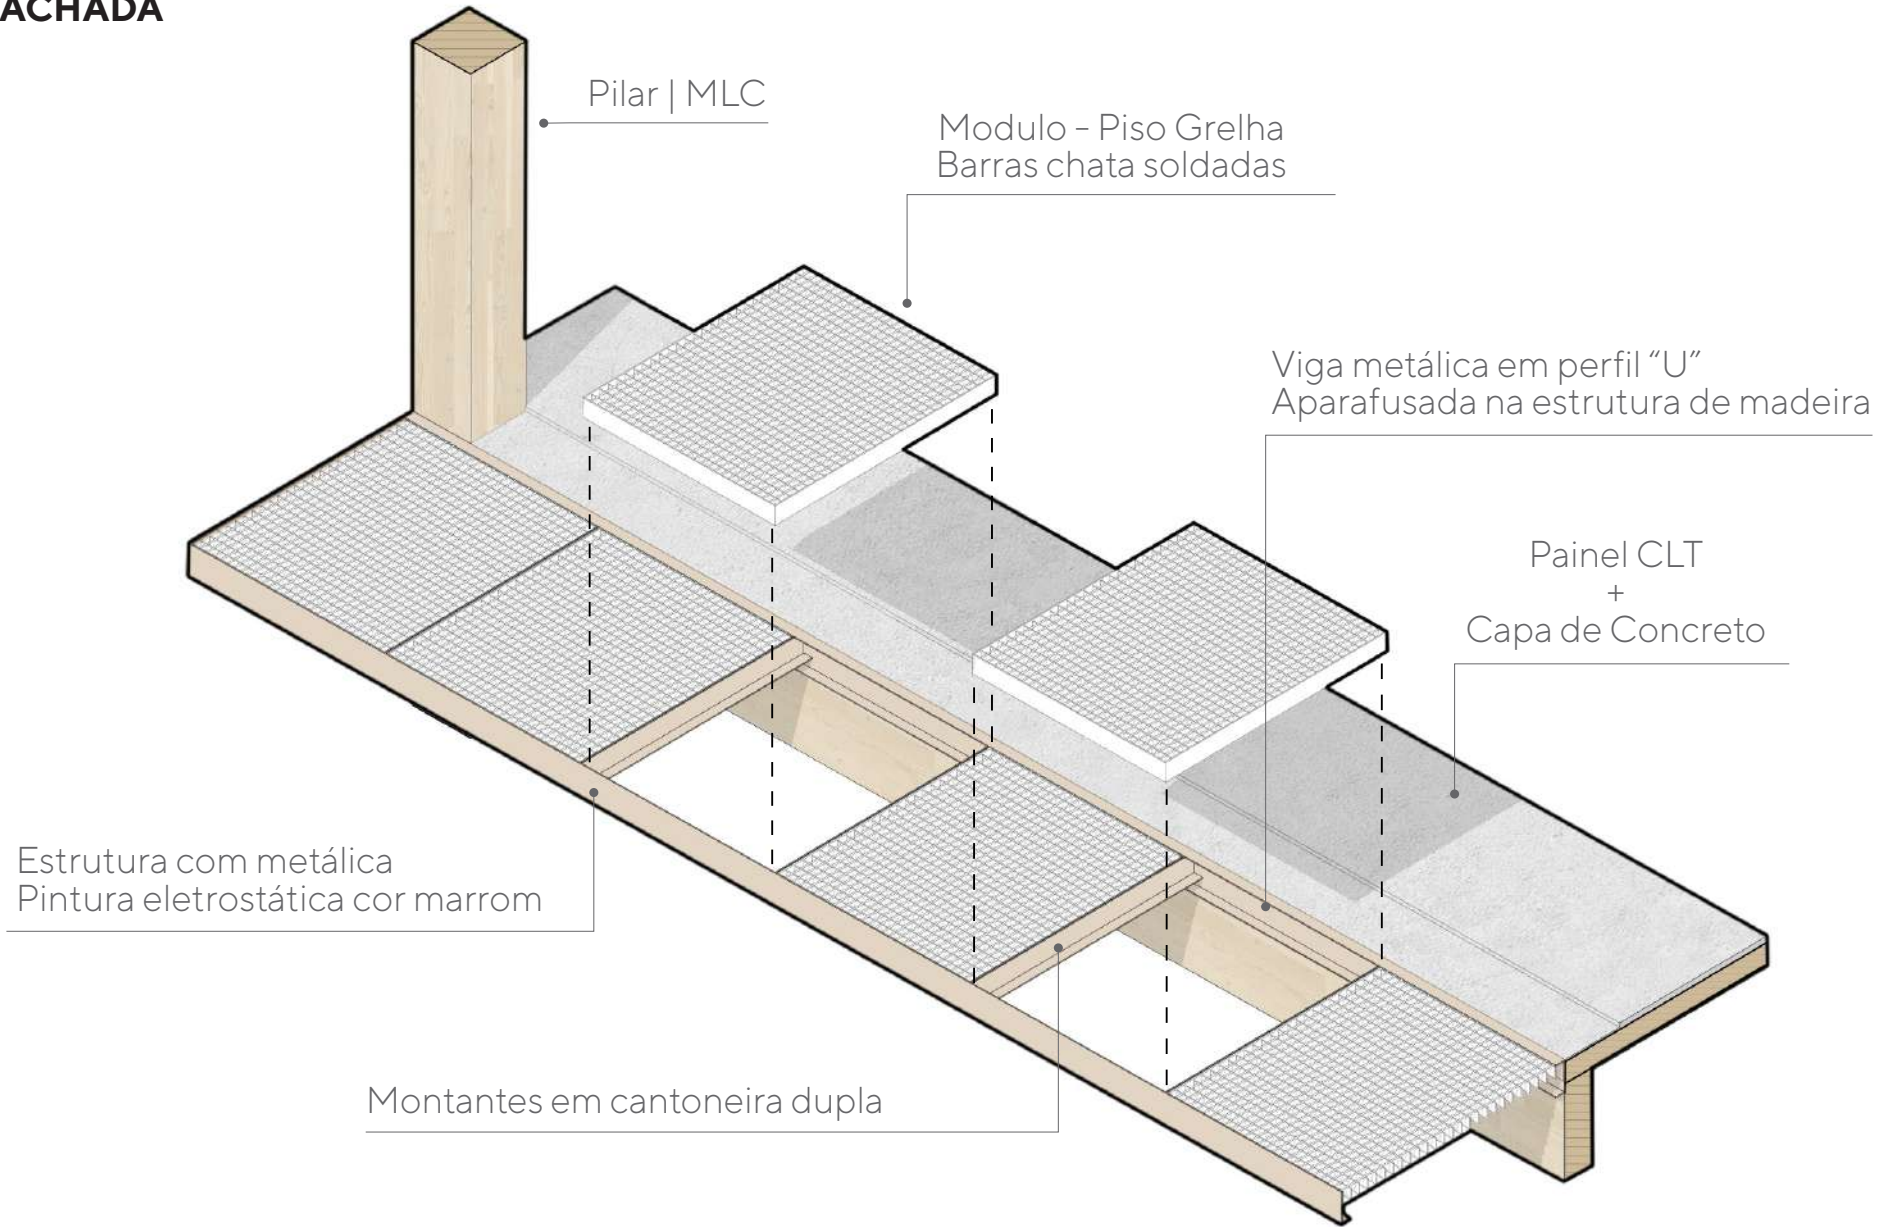 ACHADA
Pilar | MLC
Modulo - Piso Grelha
Barras chata soldadas
Viga metálica em perfil “U”
Aparafusada na estrutura de madeira
Painel CLT
+
Capa de Concreto
Estrutura com metálica
Pintura eletrostática cor marrom
Montantes em cantoneira dupla